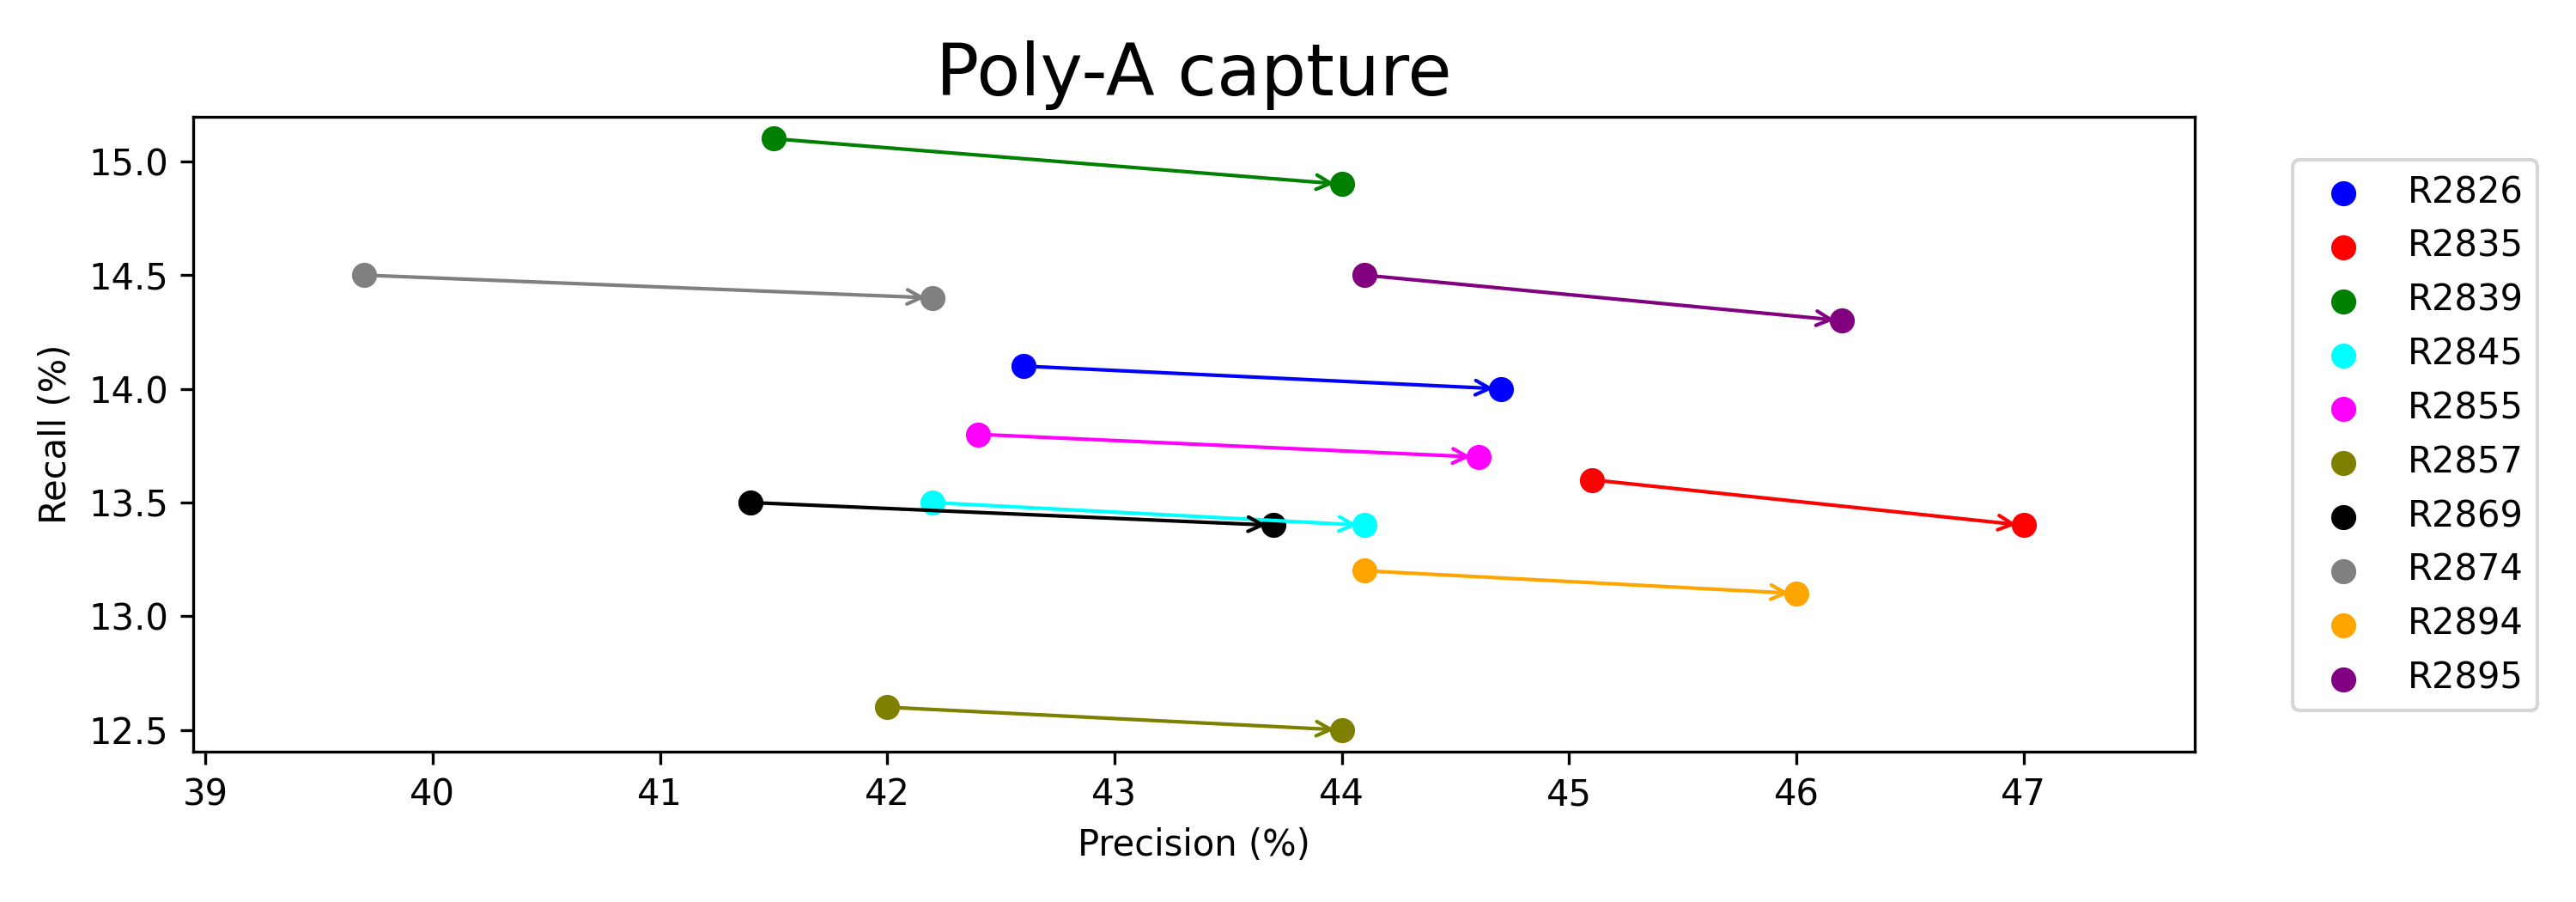 Poly-A capture
Recall (%)
15.0
14.5
14.0
13.5
13.0
12.5
39 40 41 42 43 44 45 46 47
Precision (%)
R2826
R2835
R2839
R2845
R2855
R2857
R2869
R2874
R2894
R2895